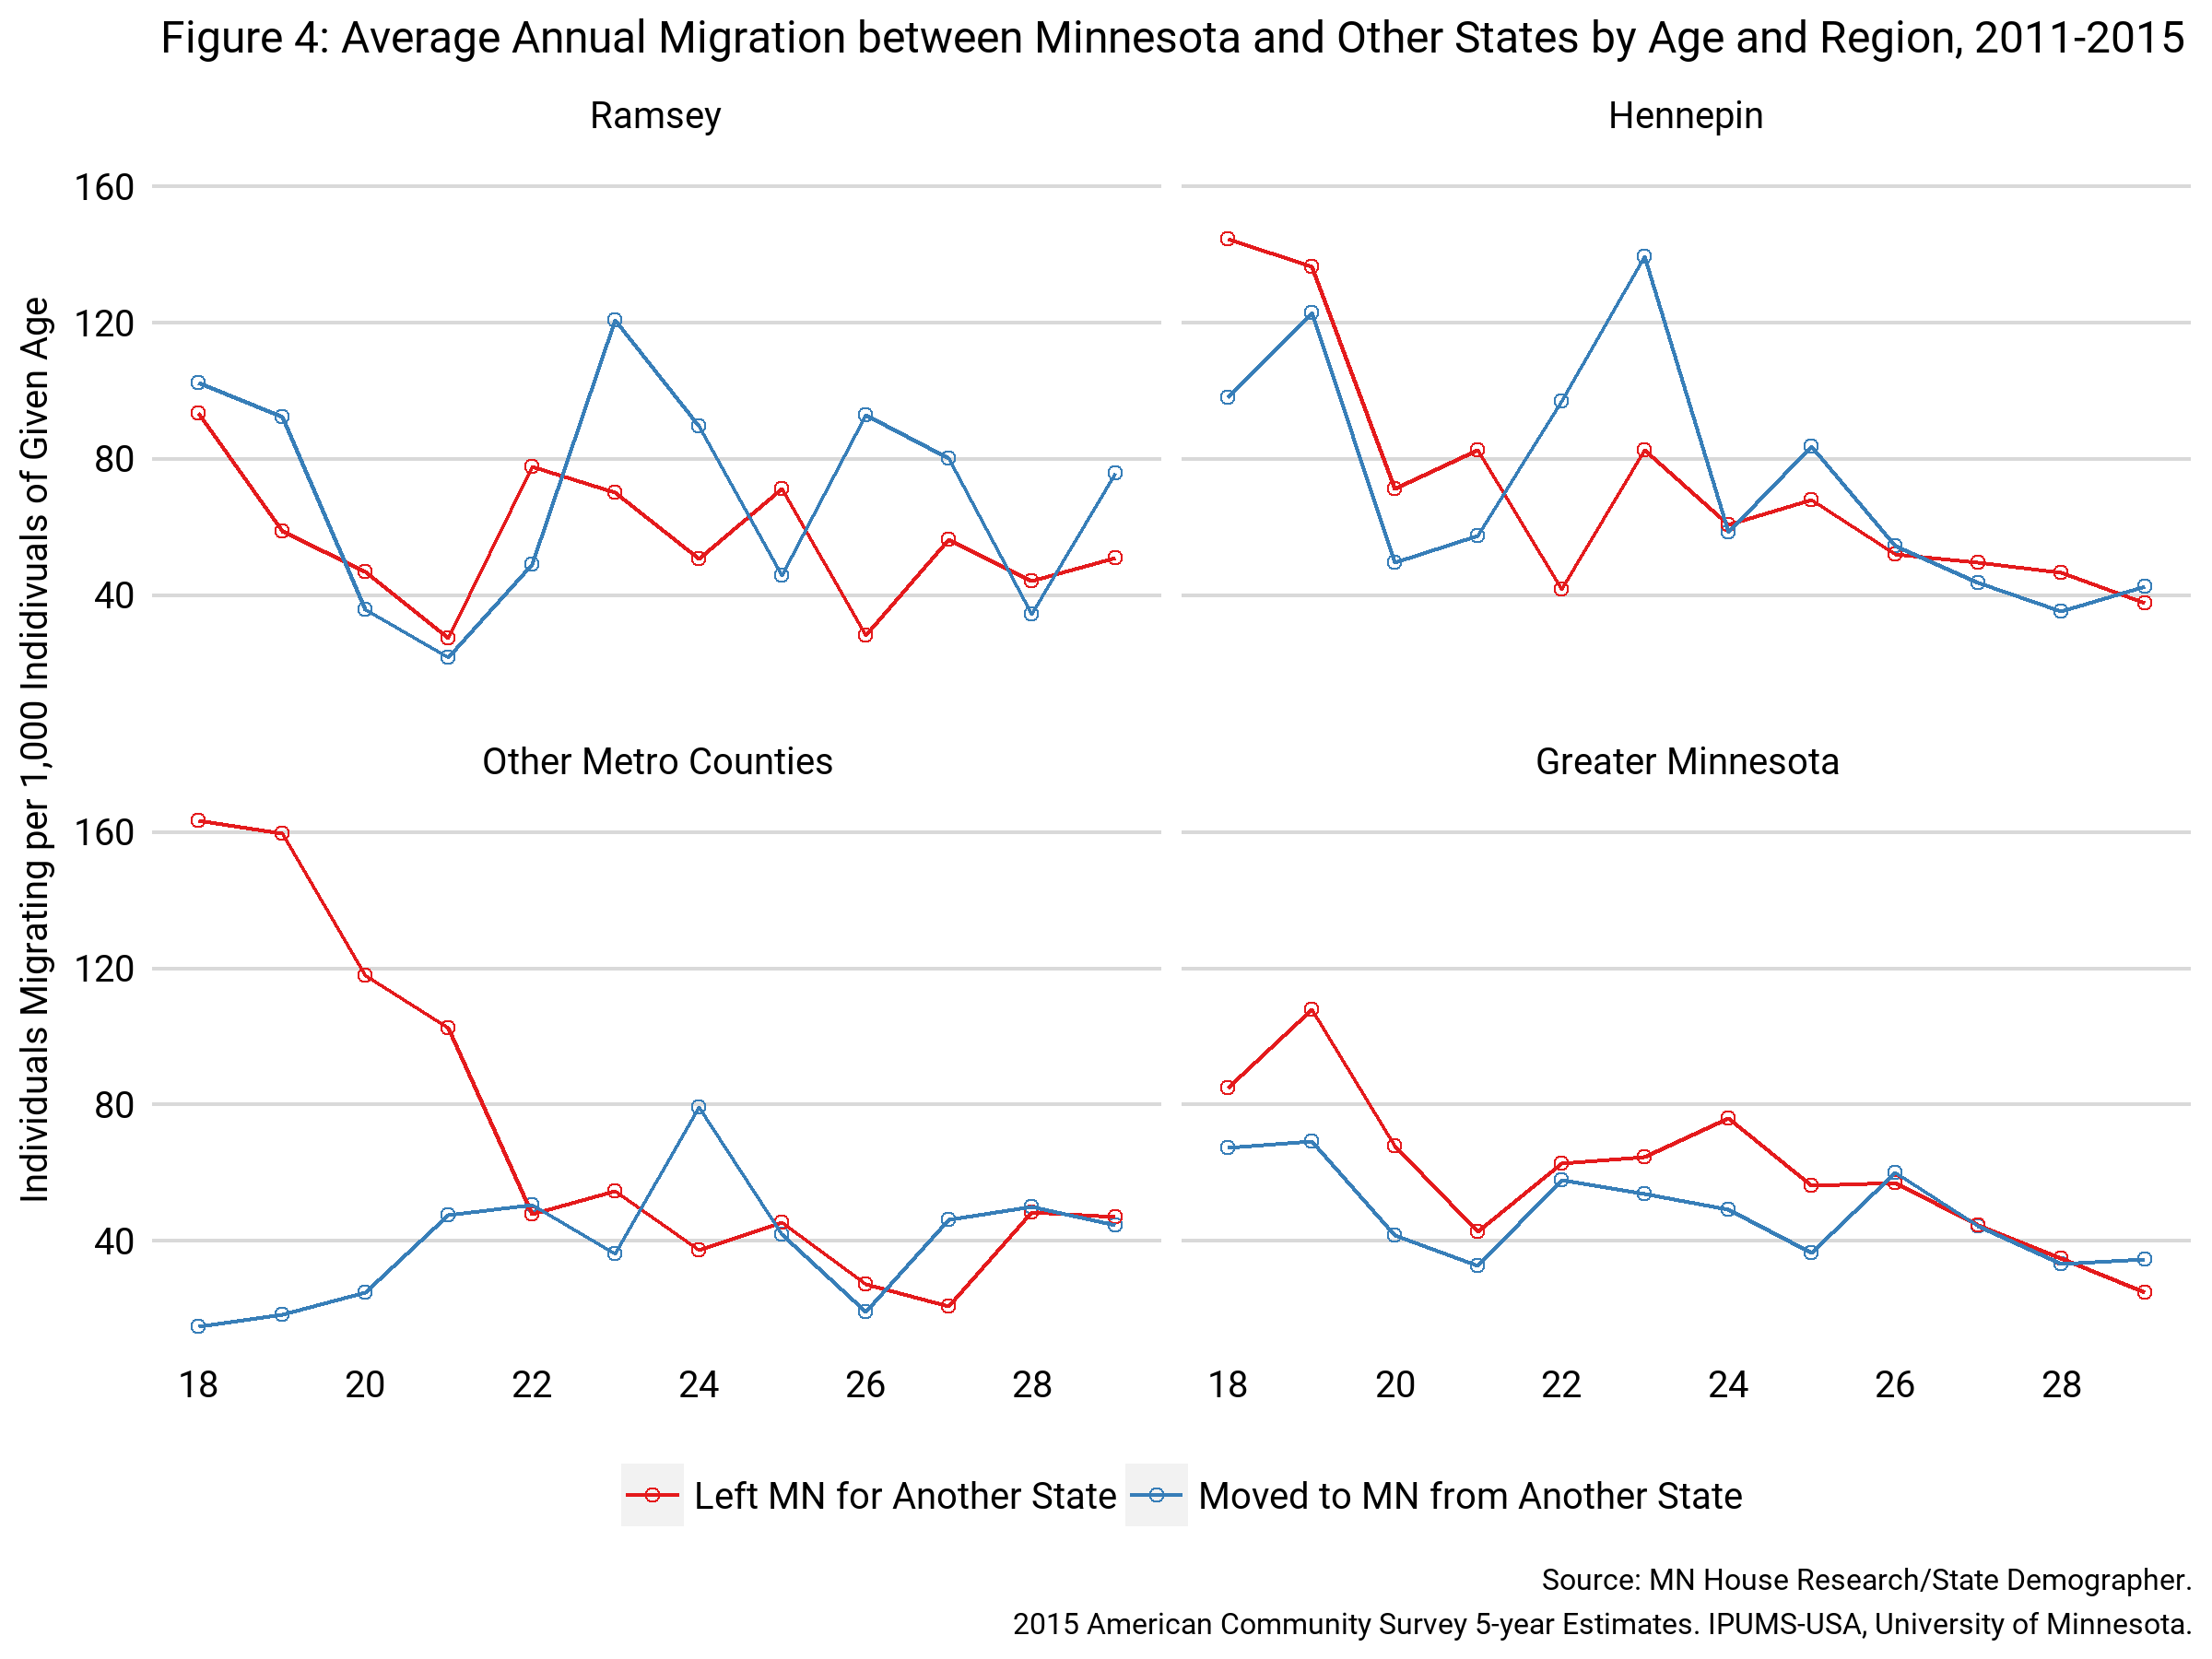 Figure 4: Average Annual Migration between Minnesota and Other States by Age and Region, 2011-2015
Individuals Migrating per 1,000 Indidivuals of Given Age
Ramsey
Hennepin
160
120
80
40
Other Metro Counties
Greater Minnesota
160
120
80
40
18 20 22 24 26 28
18 20 22 24 26 28
Left MN for Another State
Moved to MN from Another State
Source: MN House Research/State Demographer.
2015 American Community Survey 5-year Estimates. IPUMS-USA, University of Minnesota.